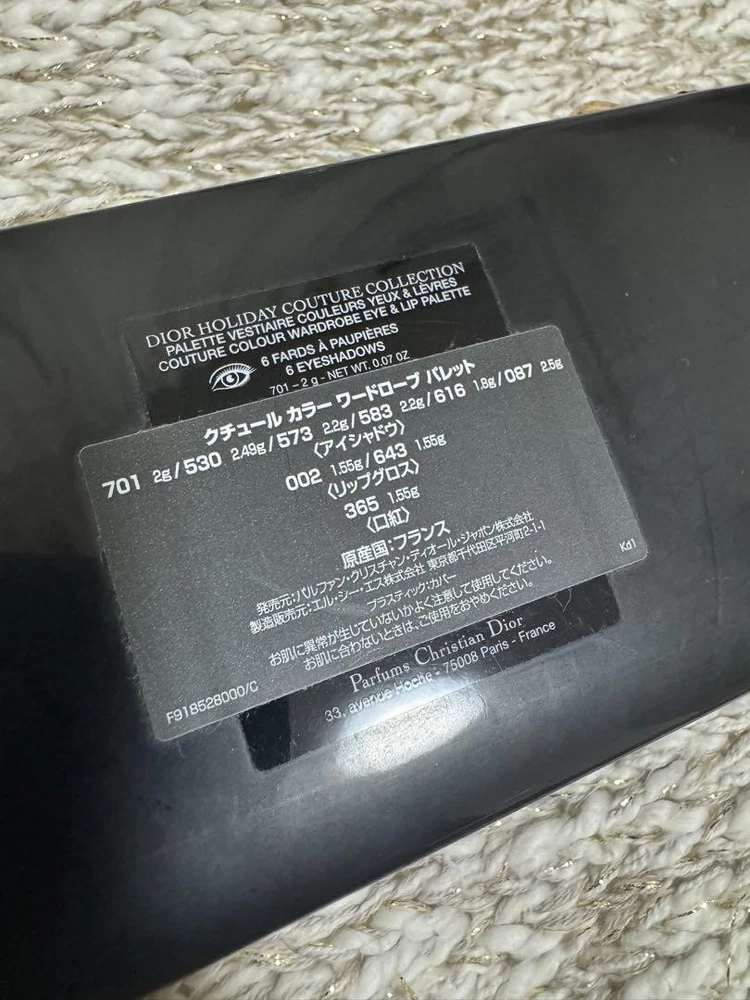 DIOR HOLIDAY COUTURE COLLECTION
PALETTE VESTIAIRE COULEURS YEUX & LÈVRES
COUTURE COLOUR WARDROBE EYE & LIP PALETTE
6 FARDS À PAUPIÈRES
6 EYESHADOWS
701 - 2 g - NET WT. 0.07 OZ
クチュール カラー ワードローブ パレット
701 2g/530 2.49g/573 2.2g/583 2.2g/616 1.8g/087 2.5g
〈アイシャドウ〉
002 1.55g/643 1.55g
〈リップグロス〉
365 1.55g
〈口紅〉
原産国:フランス
発売元:パルファン・クリスチャン・ディオール・ジャポン株式会社
製造販売元:エル・シー・エス株式会社 東京都千代田区平河町2-1-1
プラスティック:カバー
お肌に異常が生じていないかよく注意して使用してください。
お肌に合わないときは、ご使用をおやめください。
F918528000/C
Kd1
Parfums Christian Dior
33, avenue Hoche - 75008 Paris - France